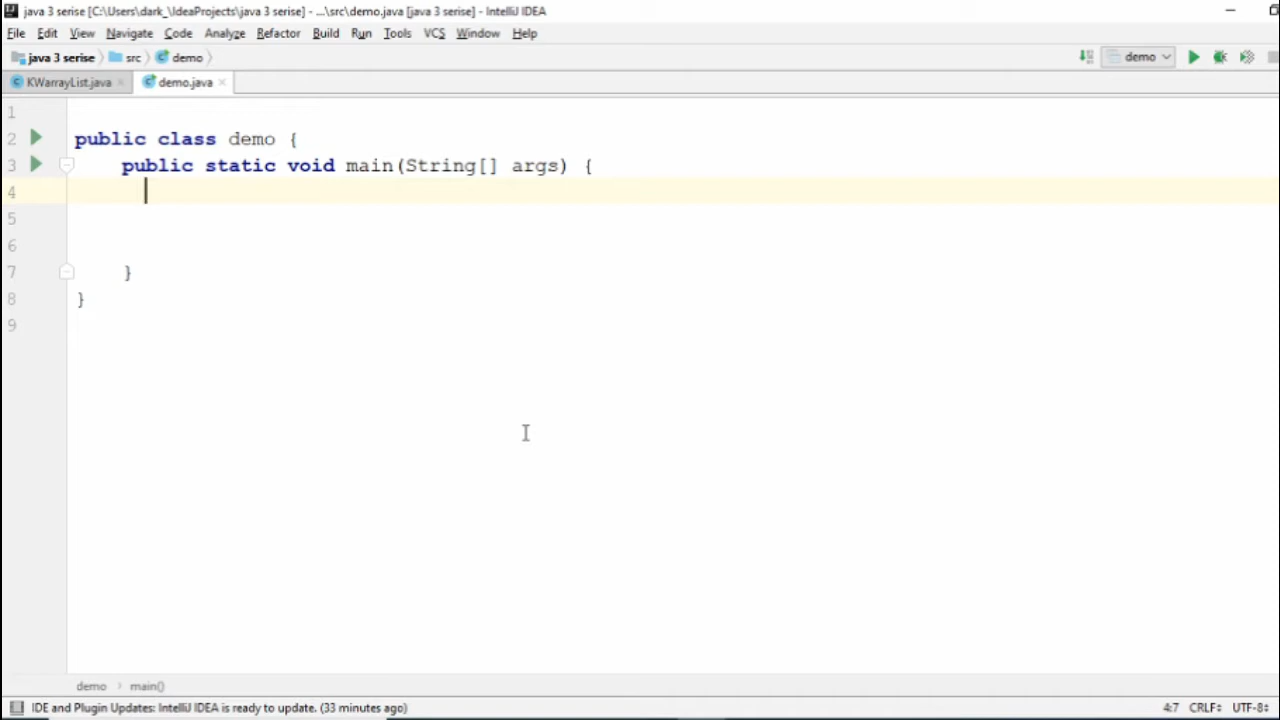 java 3 serise [C:\Users\dark_\IdeaProjects\java 3 serise] - ...\src\demo.java [java 3 serise] - IntelliJ IDEA
File Edit View Navigate Code Analyze Refactor Build Run Tools VCS Window Help
java 3 serise src demo demo
KWarrayList.java demo.java
1
2 public class demo {
3 public static void main(String[] args) {
4
5
6
7 }
8 }
9
demo main()
IDE and Plugin Updates: IntelliJ IDEA is ready to update. (33 minutes ago) 4:7 CRLF UTF-8